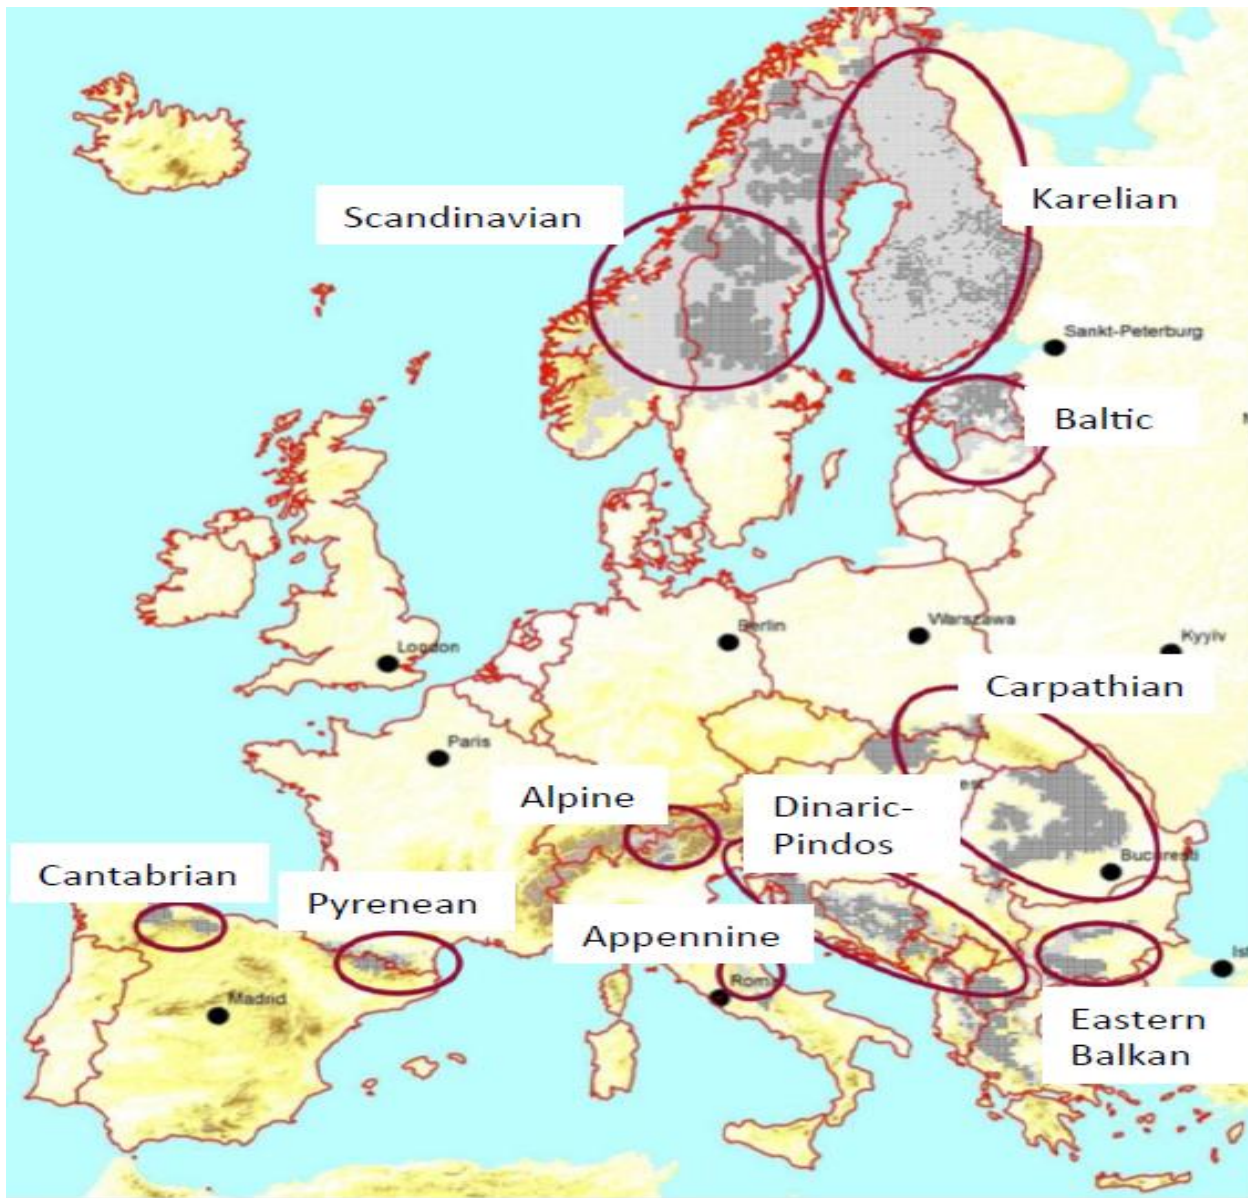 Karelian
Scandinavian
Sankt-Peterburg
Baltic
Berlin
Warszawa
Kyyiv
London
Carpathian
Paris
Alpine
Dinaric-
Pindos
Bucuresti
Cantabrian
Pyrenean
Appennine
Roma
Madrid
Eastern
Balkan